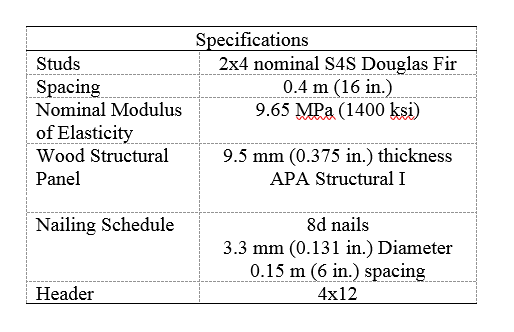 Specifications
Studs 2x4 nominal S4S Douglas Fir
Spacing 0.4 m (16 in.)
Nominal Modulus 9.65 MPa (1400 ksi)
of Elasticity
Wood Structural 9.5 mm (0.375 in.) thickness
Panel APA Structural I
Nailing Schedule 8d nails
3.3 mm (0.131 in.) Diameter
0.15 m (6 in.) spacing
Header 4x12